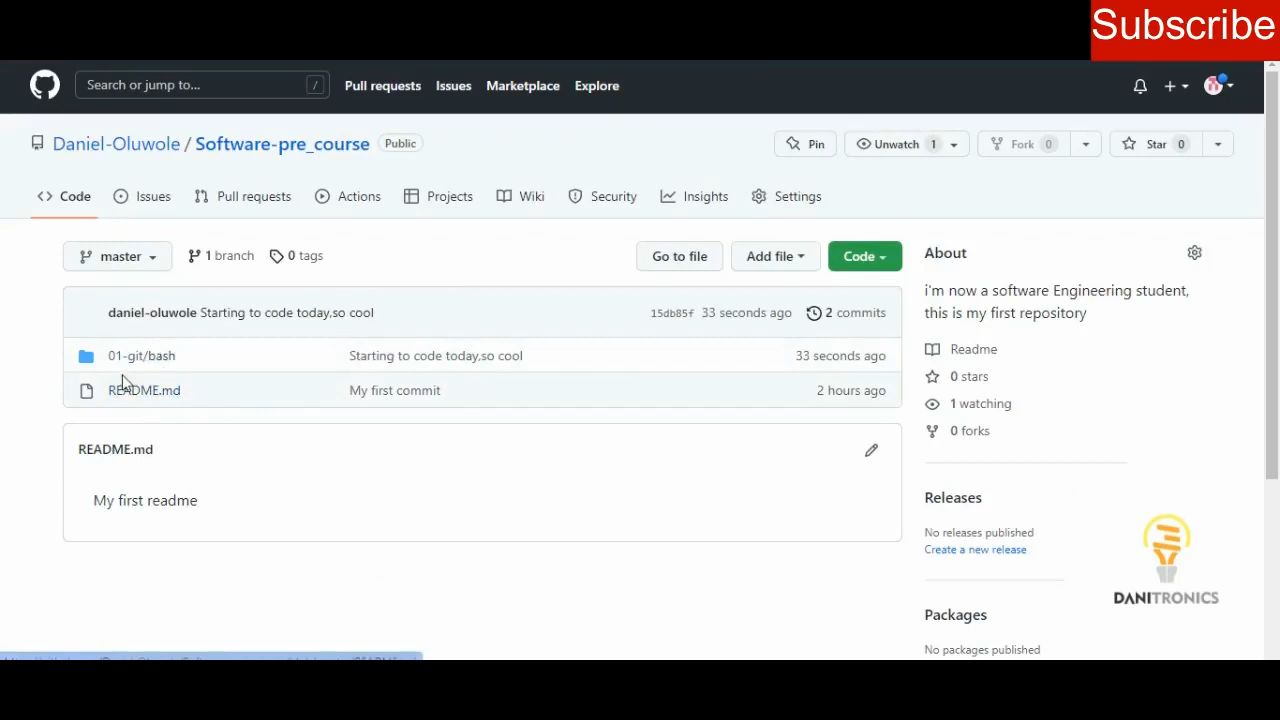 Subscribe
Search or jump to... /
Pull requests Issues Marketplace Explore
Daniel-Oluwole / Software-pre_course Public
Pin Unwatch 1 Fork 0 Star 0
Code Issues Pull requests Actions Projects Wiki Security Insights Settings
master 1 branch 0 tags Go to file Add file Code
daniel-oluwole Starting to code today,so cool 15db85f 33 seconds ago 2 commits
01-git/bash Starting to code today,so cool 33 seconds ago
README.md My first commit 2 hours ago
README.md
My first readme
About
i'm now a software Engineering student,
this is my first repository
Readme
0 stars
1 watching
0 forks
Releases
No releases published
Create a new release
Packages
No packages published
DANITRONICS